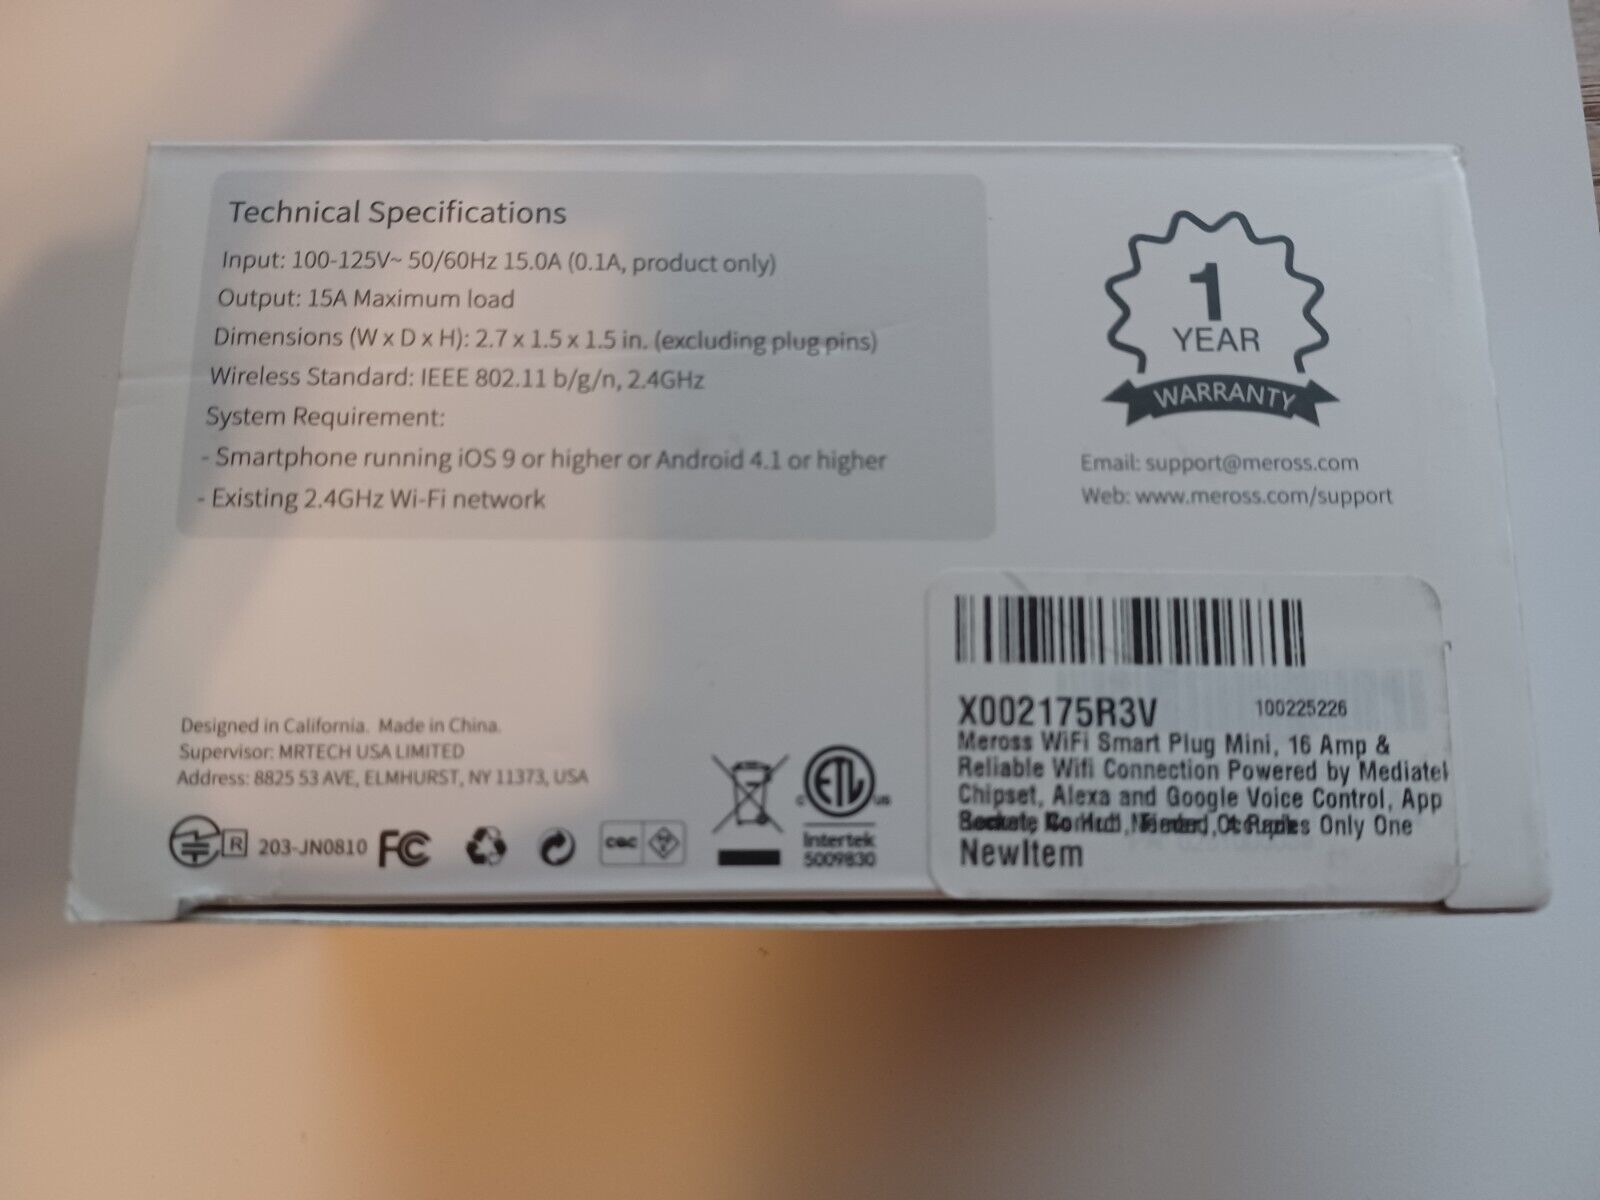 Technical Specifications
Input: 100-125V~ 50/60Hz 15.0A (0.1A, product only)
Output: 15A Maximum load
Dimensions (W x D x H): 2.7 x 1.5 x 1.5 in. (excluding plug pins)
Wireless Standard: IEEE 802.11 b/g/n, 2.4GHz
System Requirement:
- Smartphone running iOS 9 or higher or Android 4.1 or higher
- Existing 2.4GHz Wi-Fi network
1
YEAR
WARRANTY
Email: support@meross.com
Web: www.meross.com/support
Designed in California. Made in China.
Supervisor: MRTECH USA LIMITED
Address: 8825 53 AVE, ELMHURST, NY 11373, USA
R 203-JN0810 FC
c ETL us
Intertek
5009830
X002175R3V 100225226
Meross WiFi Smart Plug Mini, 16 Amp &
Reliable Wifi Connection Powered by Mediatek
Chipset, Alexa and Google Voice Control, App
Only One
NewItem